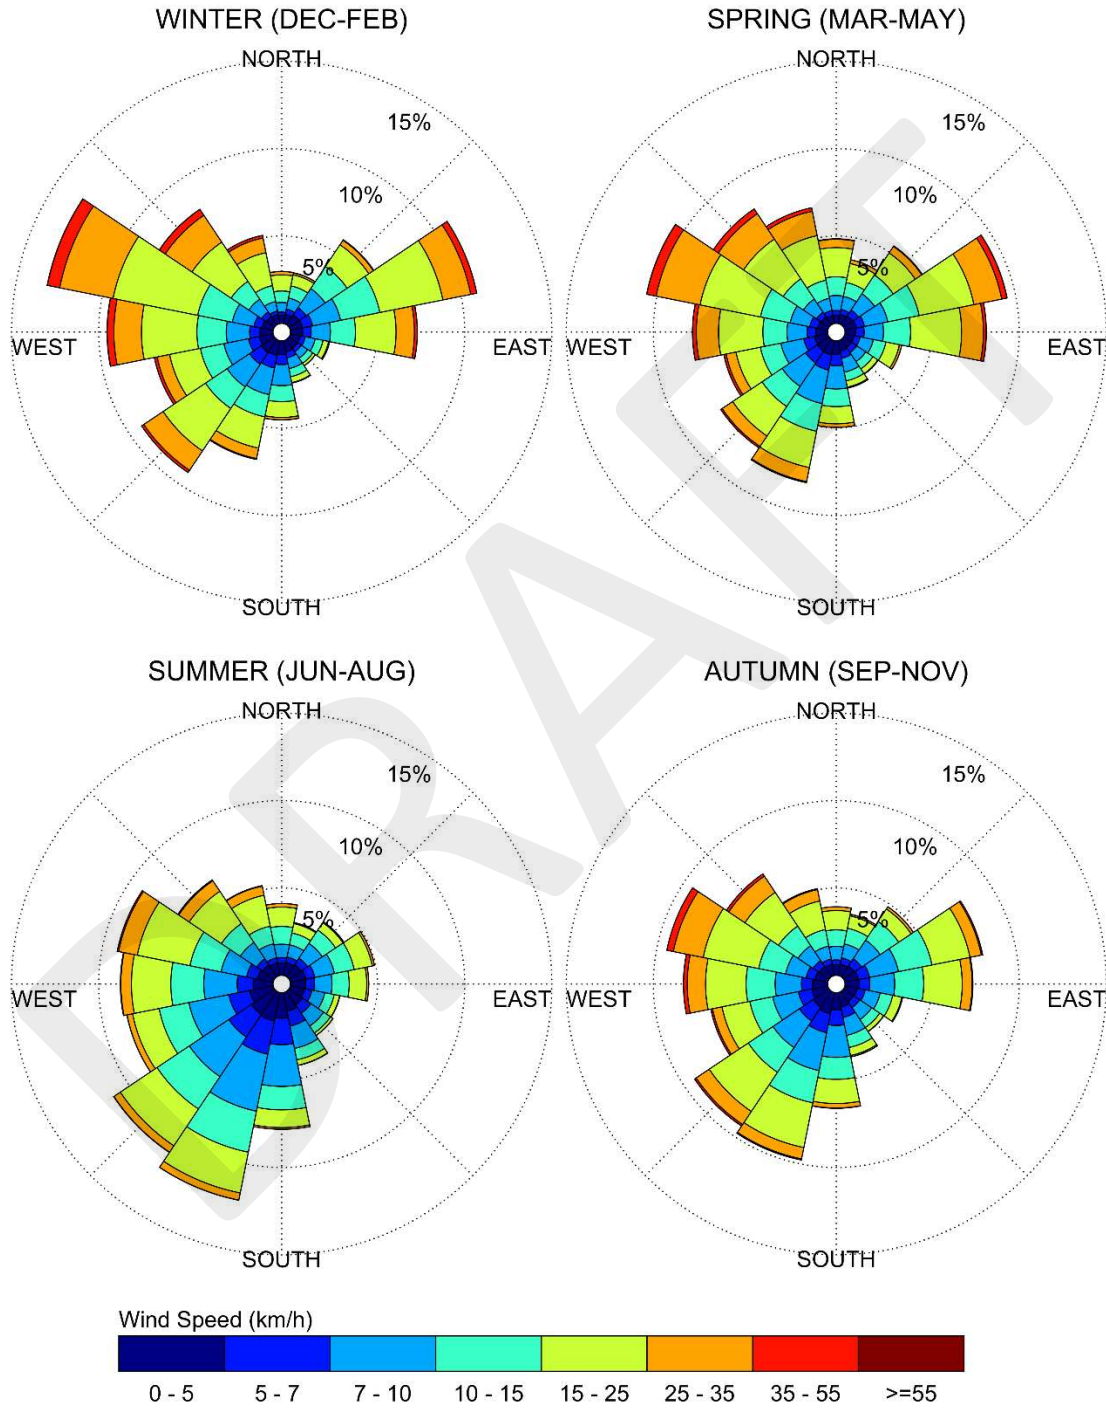 WINTER (DEC-FEB)
NORTH
15%
10%
5%
WEST
EAST
SOUTH
SPRING (MAR-MAY)
NORTH
15%
10%
5%
WEST
EAST
SOUTH
SUMMER (JUN-AUG)
NORTH
15%
10%
5%
WEST
EAST
SOUTH
AUTUMN (SEP-NOV)
NORTH
15%
10%
5%
WEST
EAST
SOUTH
DRAFT
Wind Speed (km/h)
0 - 5 5 - 7 7 - 10 10 - 15 15 - 25 25 - 35 35 - 55 >=55